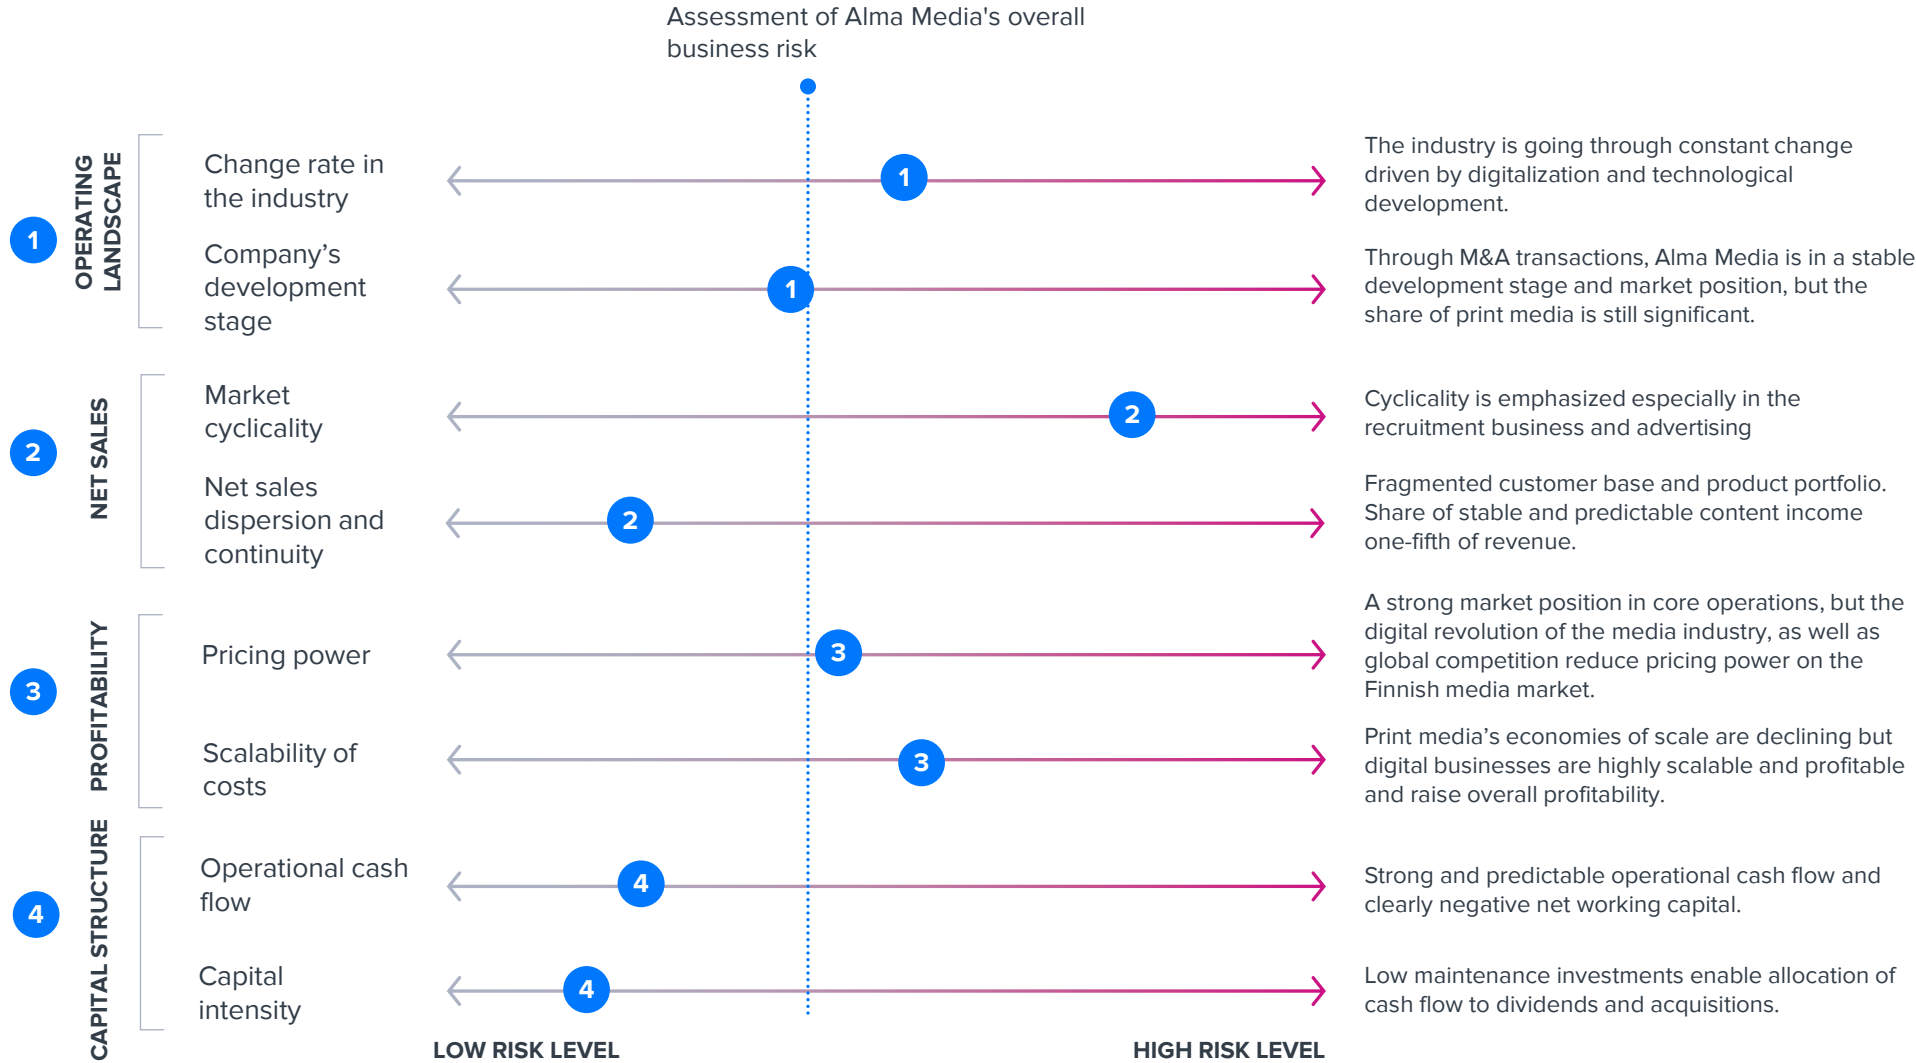 Assessment of Alma Media's overall
business risk
1
OPERATING
LANDSCAPE
Change rate in
the industry
1
The industry is going through constant change
driven by digitalization and technological
development.
Company’s
development
stage
1
Through M&A transactions, Alma Media is in a stable
development stage and market position, but the
share of print media is still significant.
2
NET SALES
Market
cyclicality
2
Cyclicality is emphasized especially in the
recruitment business and advertising
Net sales
dispersion and
continuity
2
Fragmented customer base and product portfolio.
Share of stable and predictable content income
one-fifth of revenue.
3
PROFITABILITY
Pricing power
3
A strong market position in core operations, but the
digital revolution of the media industry, as well as
global competition reduce pricing power on the
Finnish media market.
Scalability of
costs
3
Print media’s economies of scale are declining but
digital businesses are highly scalable and profitable
and raise overall profitability.
4
CAPITAL STRUCTURE
Operational cash
flow
4
Strong and predictable operational cash flow and
clearly negative net working capital.
Capital
intensity
4
Low maintenance investments enable allocation of
cash flow to dividends and acquisitions.
LOW RISK LEVEL
HIGH RISK LEVEL